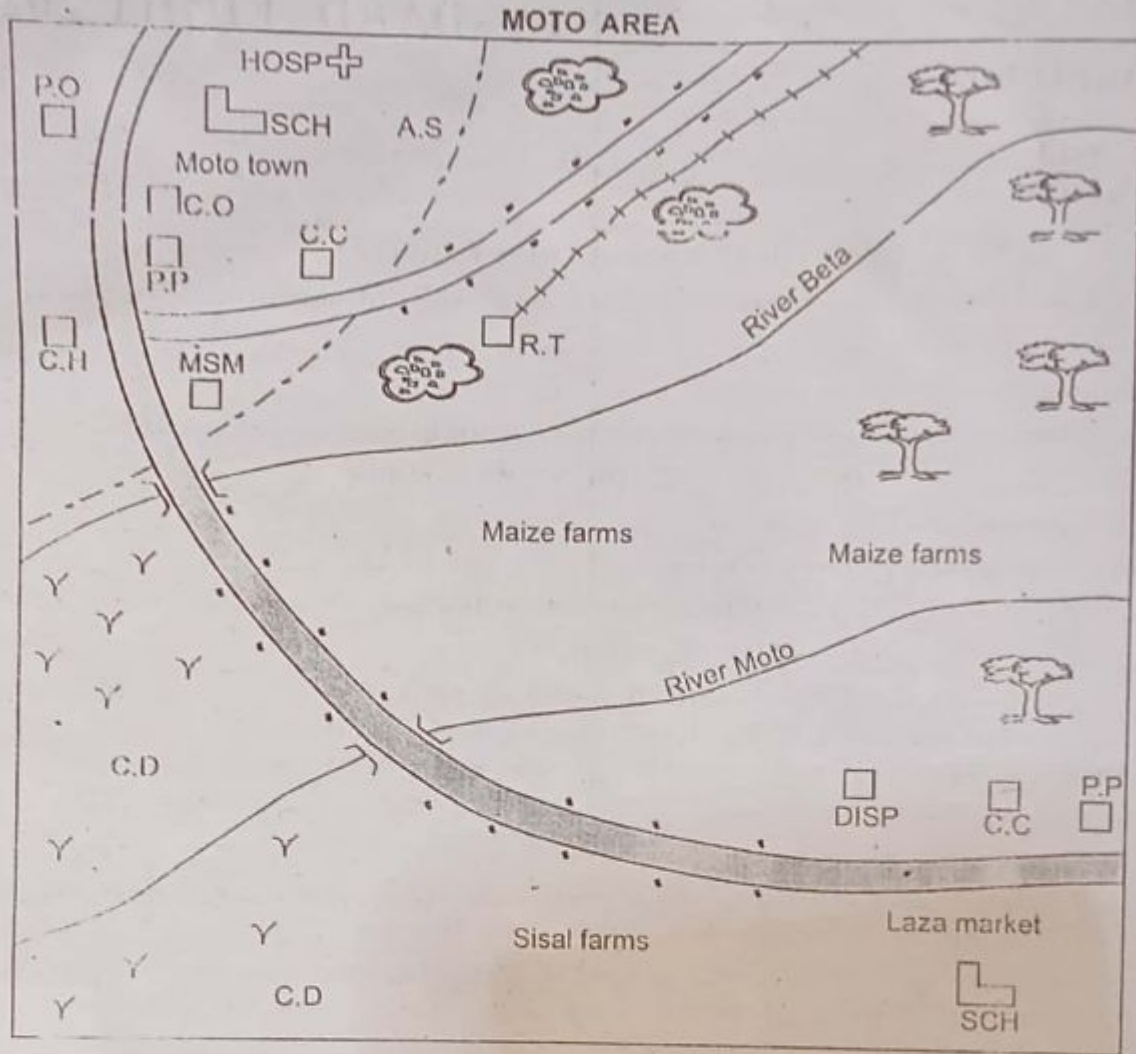 MOTO AREA
HOSP
P.O
SCH
A.S
Moto town
C.O
C.C
P.P
River Beta
C.H
R.T
MSM
Maize farms
Maize farms
River Moto
C.D
P.P
DISP
C.C
Laza market
Sisal farms
C.D
SCH